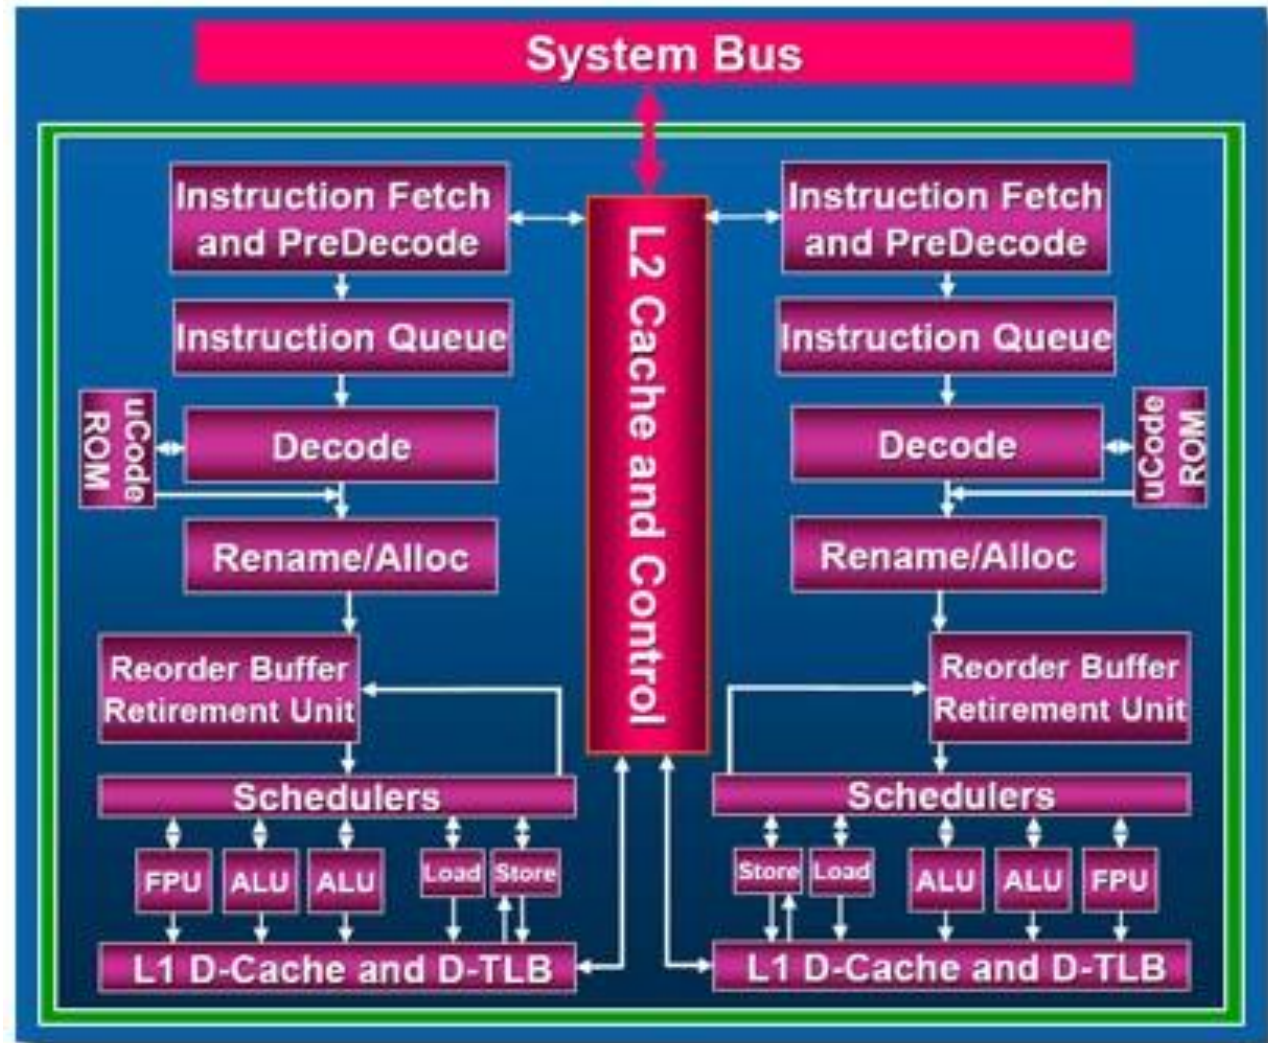 System Bus
Instruction Fetch
and PreDecode
Instruction Queue
uCode
ROM
Decode
Rename/Alloc
Reorder Buffer
Retirement Unit
Schedulers
FPU
ALU
ALU
Load
Store
L1 D-Cache and D-TLB
L2 Cache and Control
Instruction Fetch
and PreDecode
Instruction Queue
Decode
uCode
ROM
Rename/Alloc
Reorder Buffer
Retirement Unit
Schedulers
Store
Load
ALU
ALU
FPU
L1 D-Cache and D-TLB